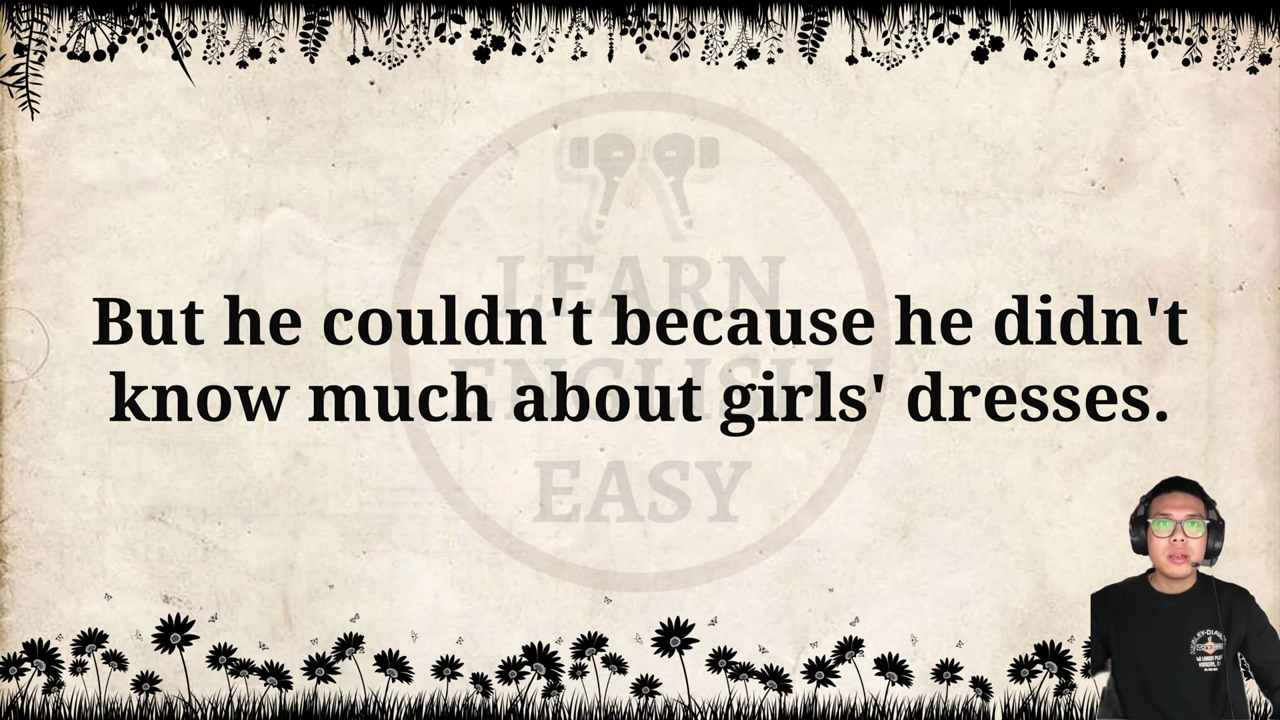 LEARN
ENGLISH
EASY
But he couldn't because he didn't
know much about girls' dresses.